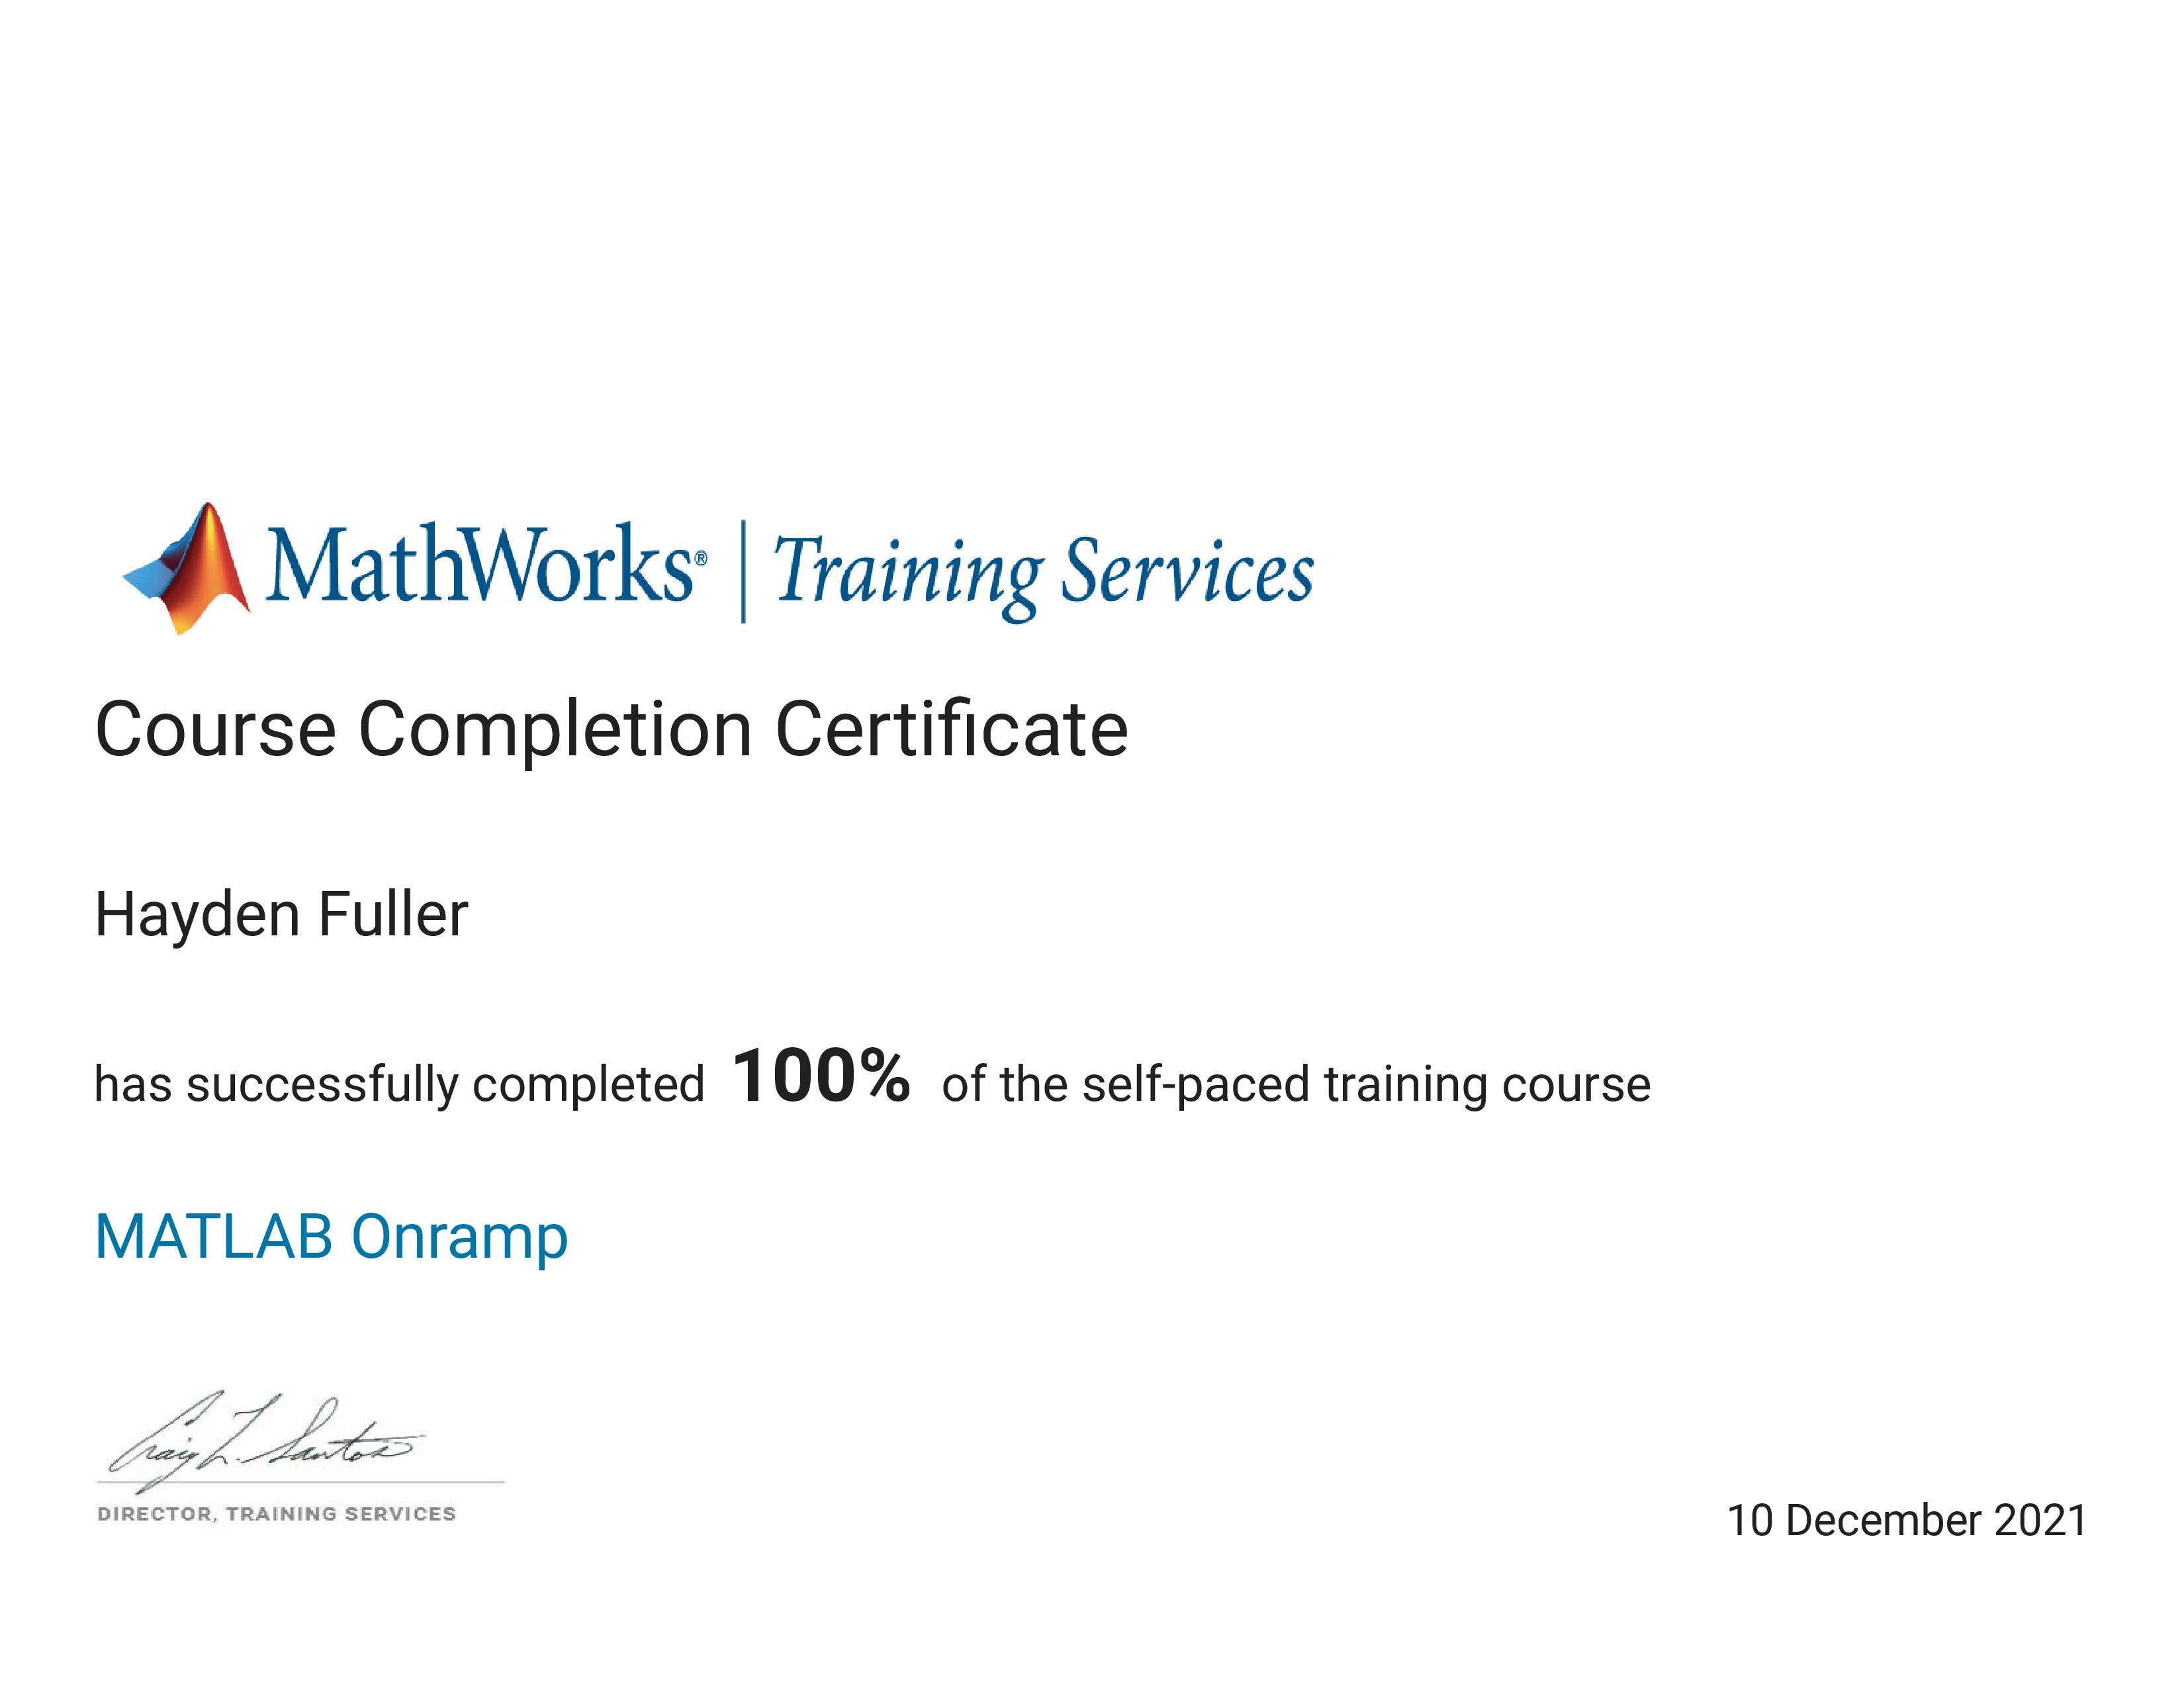 MathWorks® | Training Services
Course Completion Certificate
Hayden Fuller
has successfully completed 100% of the self-paced training course
MATLAB Onramp
Craig L. Santos
DIRECTOR, TRAINING SERVICES
10 December 2021